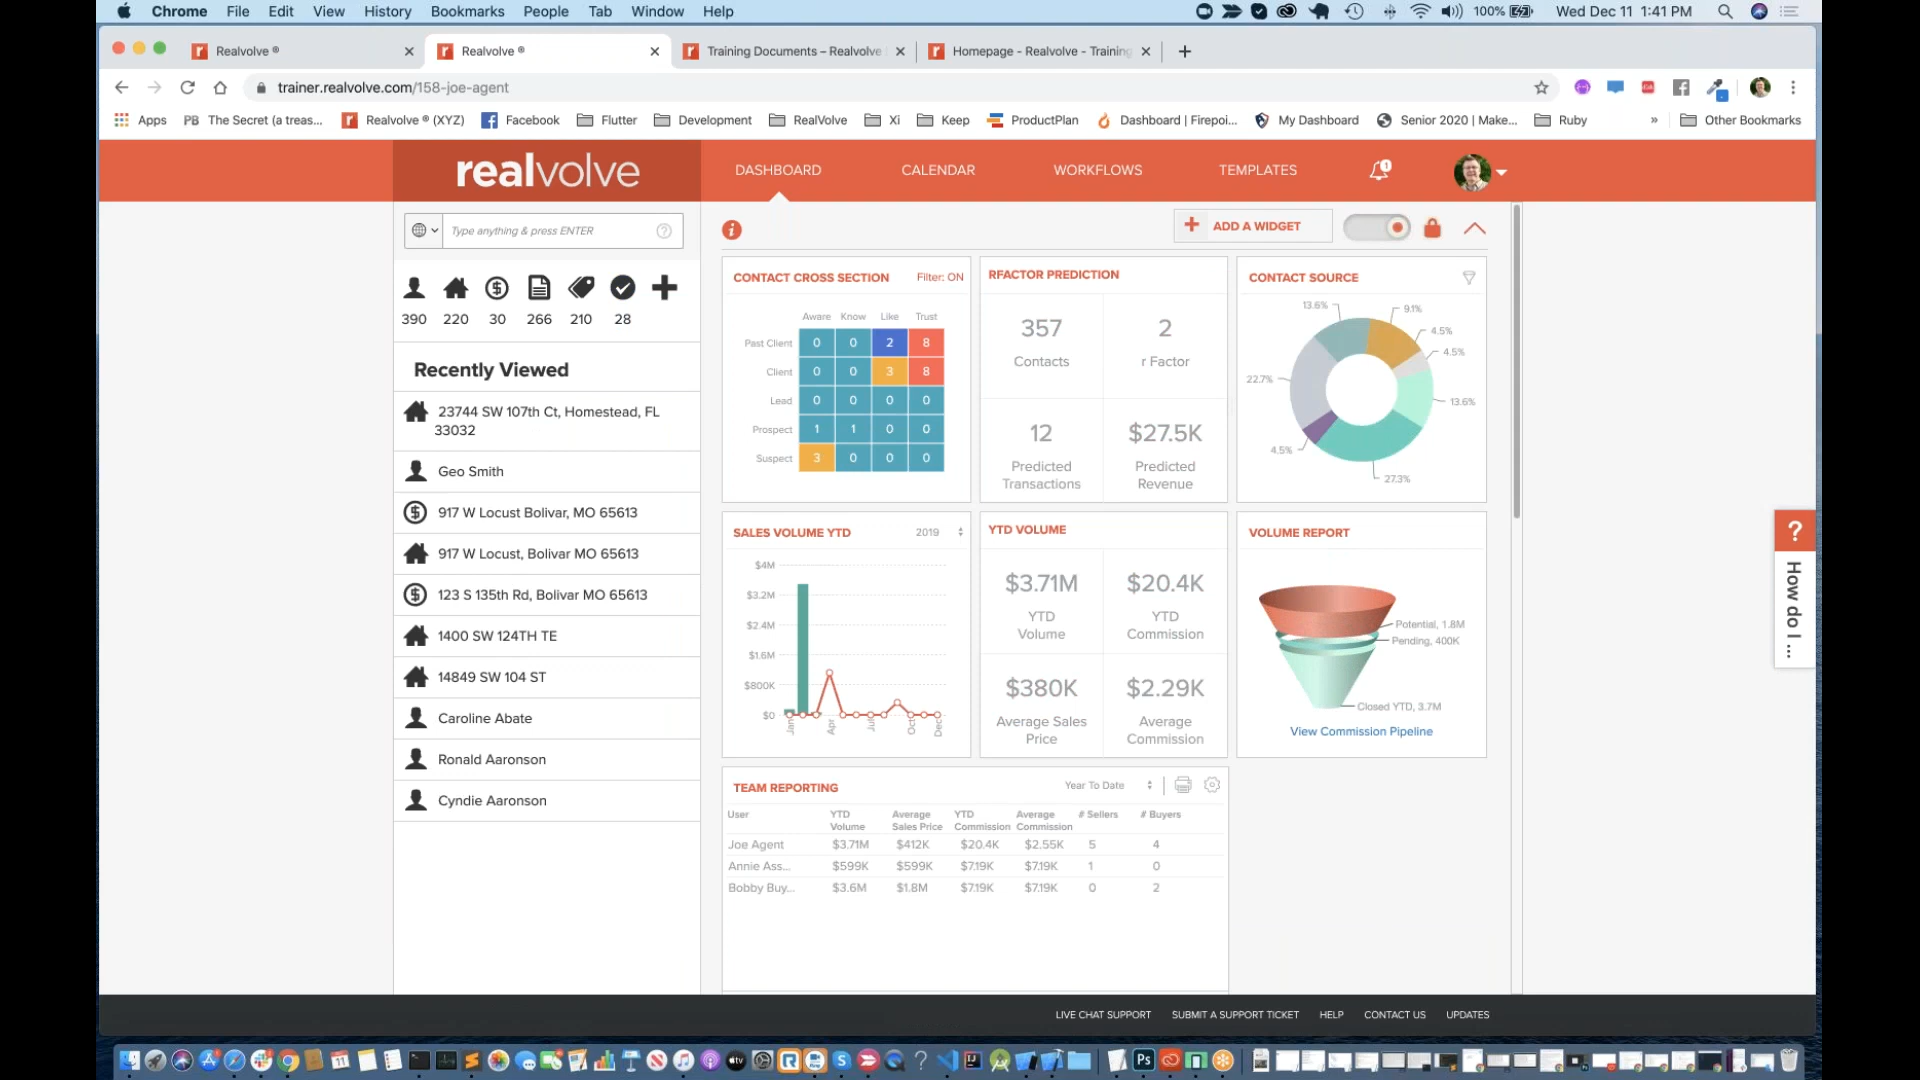 Chrome File Edit View History Bookmarks People Tab Window Help
100% Wed Dec 11 1:41 PM
Realvolve ®
Realvolve ®
Training Documents – Realvolve
Homepage - Realvolve - Training
trainer.realvolve.com/158-joe-agent
Apps
PB The Secret (a treas...
Realvolve ® (XYZ)
Facebook
Flutter
Development
RealVolve
Xi
Keep
ProductPlan
Dashboard | Firepoi...
My Dashboard
Senior 2020 | Make...
Ruby
»
Other Bookmarks
realvolve
DASHBOARD
CALENDAR
WORKFLOWS
TEMPLATES
1
Type anything & press ENTER
390 220 30 266 210 28
Recently Viewed
23744 SW 107th Ct, Homestead, FL
33032
Geo Smith
917 W Locust Bolivar, MO 65613
917 W Locust, Bolivar MO 65613
123 S 135th Rd, Bolivar MO 65613
1400 SW 124TH TE
14849 SW 104 ST
Caroline Abate
Ronald Aaronson
Cyndie Aaronson
ADD A WIDGET
CONTACT CROSS SECTION Filter: ON
Aware Know Like Trust
Past Client 0 0 2 8
Client 0 0 3 8
Lead 0 0 0 0
Prospect 1 1 0 0
Suspect 3 0 0 0
RFACTOR PREDICTION
357
Contacts
2
r Factor
12
Predicted
Transactions
$27.5K
Predicted
Revenue
CONTACT SOURCE
13.6%
9.1%
4.5%
4.5%
22.7%
13.6%
4.5%
27.3%
SALES VOLUME YTD 2019
$4M
$3.2M
$2.4M
$1.6M
$800K
$0
Jan Apr Jul Oct Dec
YTD VOLUME
$3.71M
YTD
Volume
$20.4K
YTD
Commission
$380K
Average Sales
Price
$2.29K
Average
Commission
VOLUME REPORT
Potential, 1.8M
Pending, 400K
Closed YTD, 3.7M
View Commission Pipeline
TEAM REPORTING Year To Date
User YTD Average YTD Average # Sellers # Buyers
Volume Sales Price Commission Commission
Joe Agent $3.71M $412K $20.4K $2.55K 5 4
Annie Ass... $599K $599K $7.19K $7.19K 1 0
Bobby Buy... $3.6M $1.8M $7.19K $7.19K 0 2
? How do I ...
LIVE CHAT SUPPORT SUBMIT A SUPPORT TICKET HELP CONTACT US UPDATES